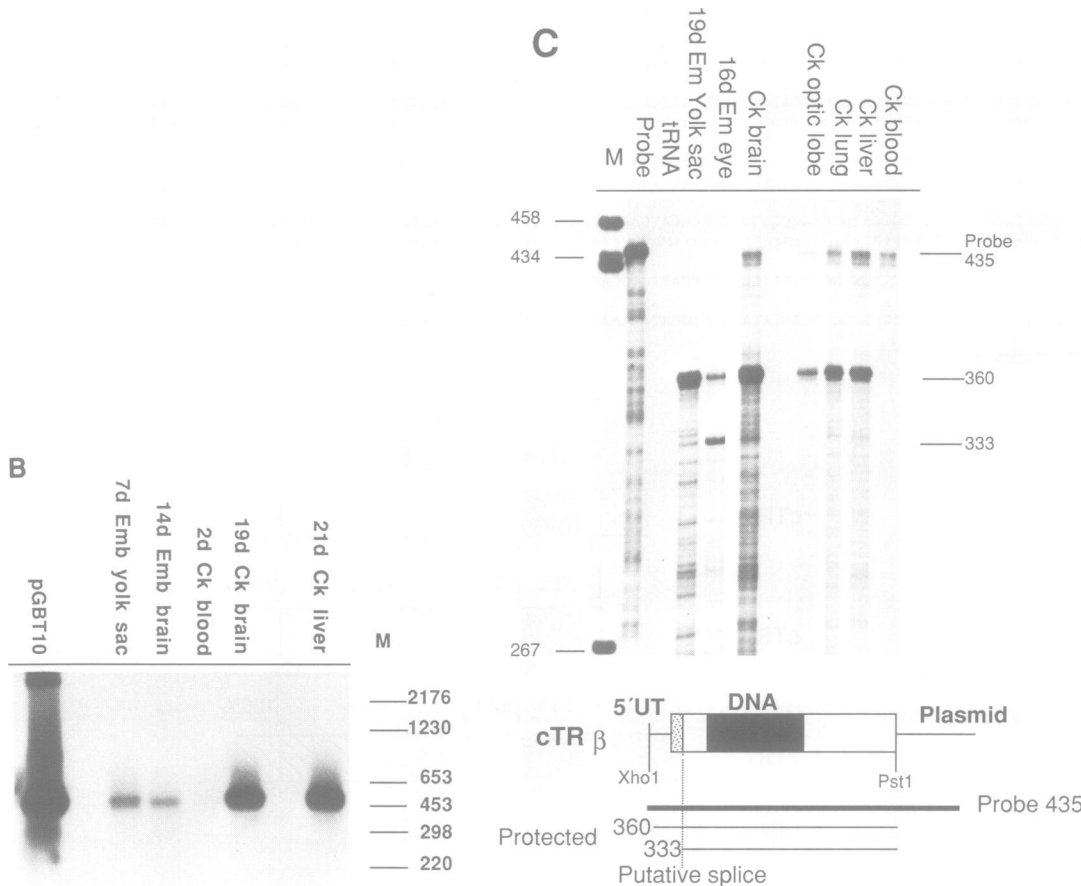 C
M
Probe
tRNA
19d Em Yolk sac
16d Em eye
Ck brain
Ck optic lobe
Ck lung
Ck liver
Ck blood
458
434
267
Probe
435
360
333
B
pGBT10
7d Emb yolk sac
14d Emb brain
2d Ck blood
19d Ck brain
21d Ck liver
M
2176
1230
653
453
298
220
5´UT
DNA
Plasmid
cTR β
Xho1
Pst1
Probe 435
Protected
360
333
Putative splice